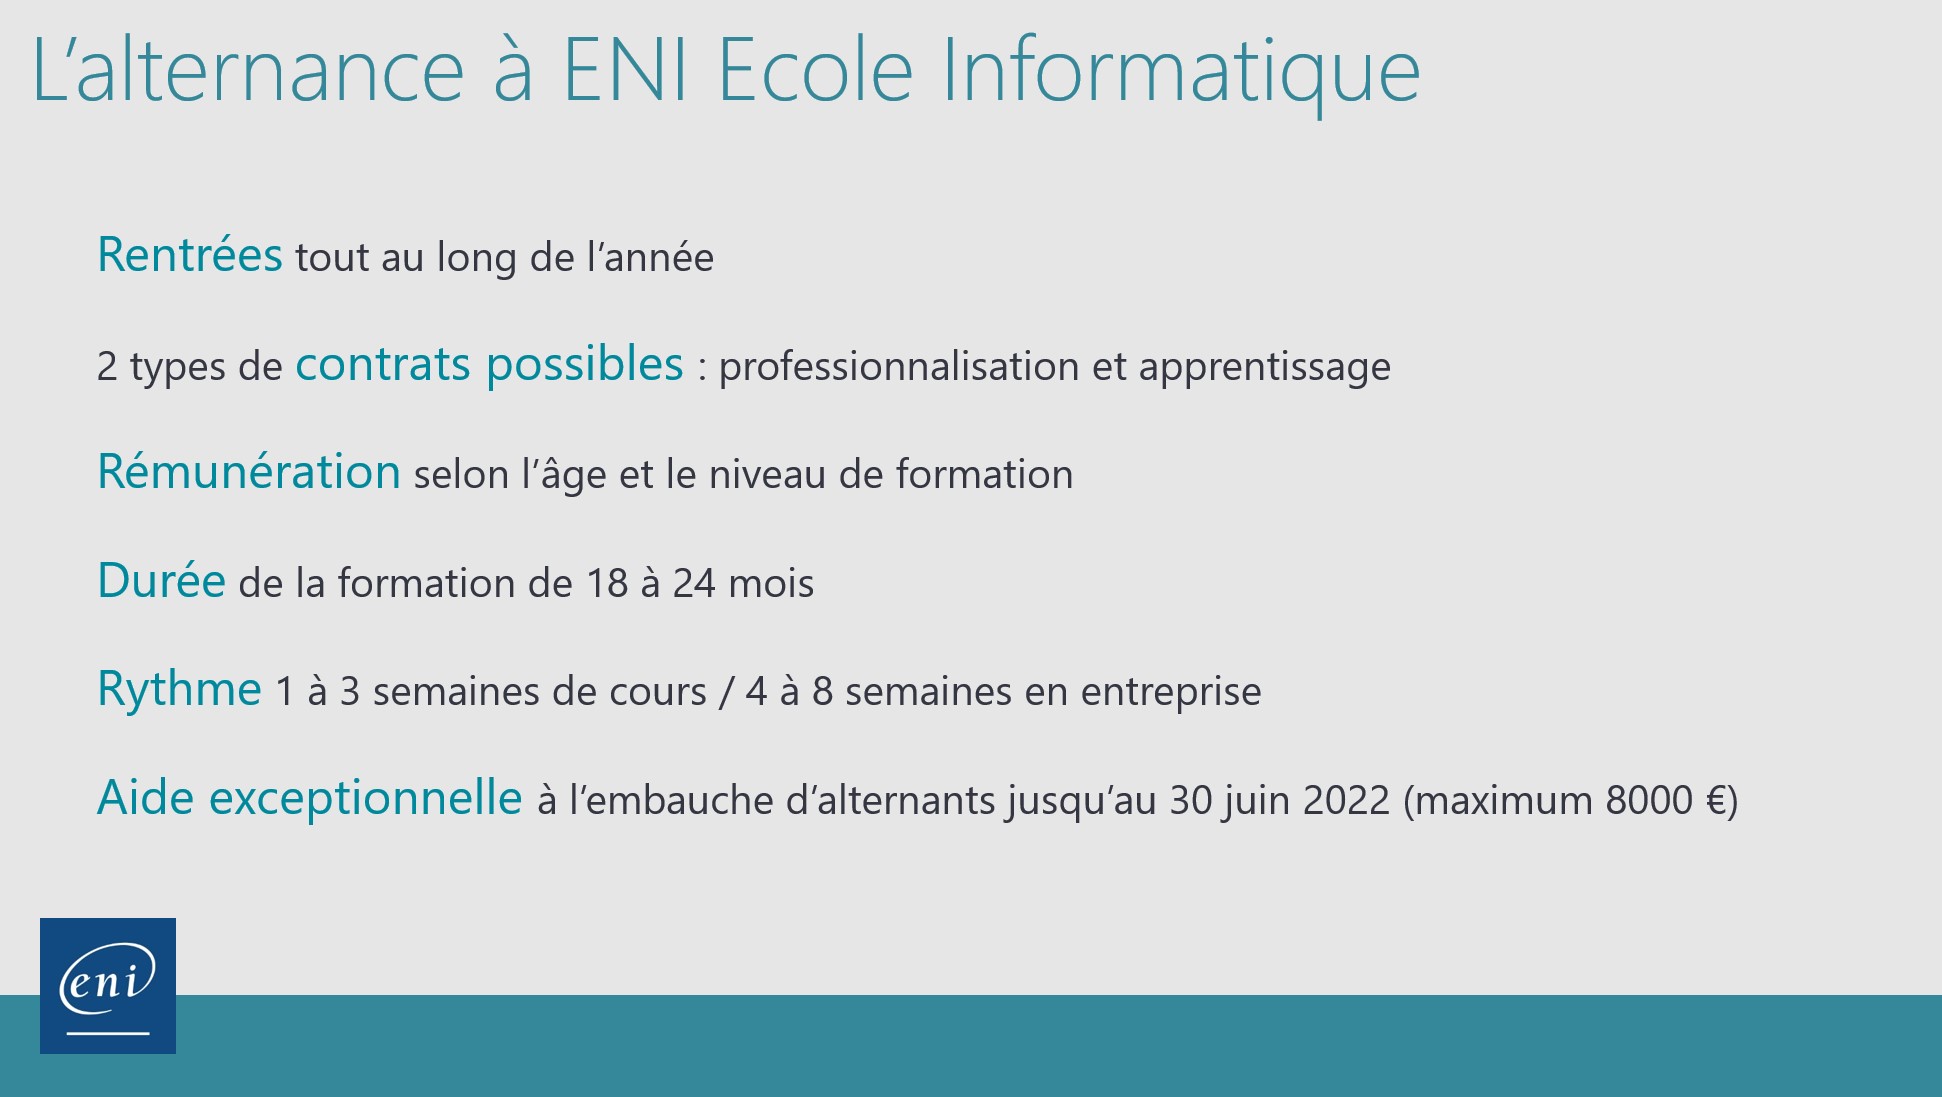 L’alternance à ENI Ecole Informatique
Rentrées tout au long de l’année
2 types de contrats possibles : professionnalisation et apprentissage
Rémunération selon l’âge et le niveau de formation
Durée de la formation de 18 à 24 mois
Rythme 1 à 3 semaines de cours / 4 à 8 semaines en entreprise
Aide exceptionnelle à l’embauche d’alternants jusqu’au 30 juin 2022 (maximum 8000 €)
eni